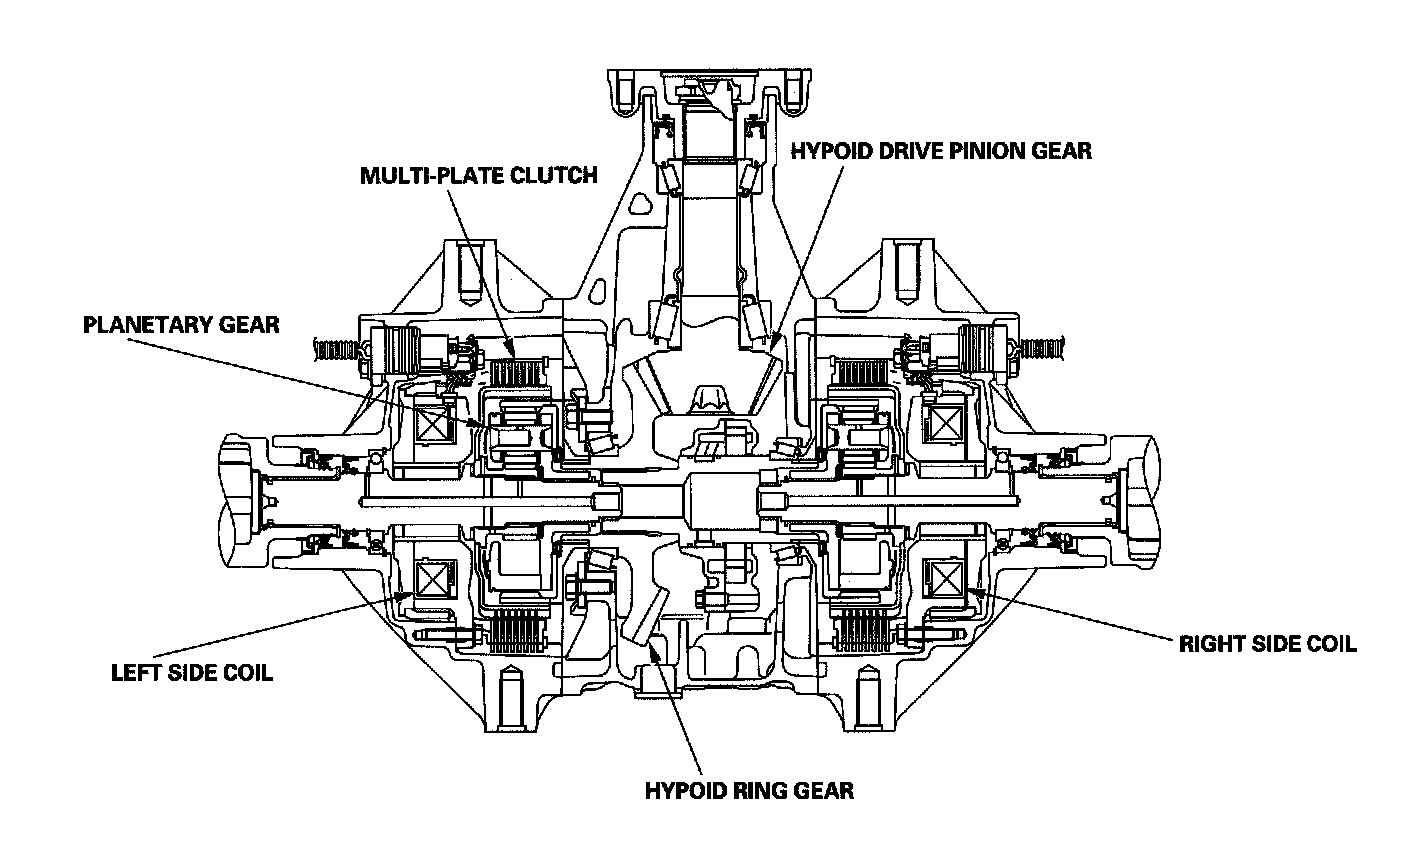 HYPOID DRIVE PINION GEAR
MULTI-PLATE CLUTCH
PLANETARY GEAR
RIGHT SIDE COIL
LEFT SIDE COIL
HYPOID RING GEAR